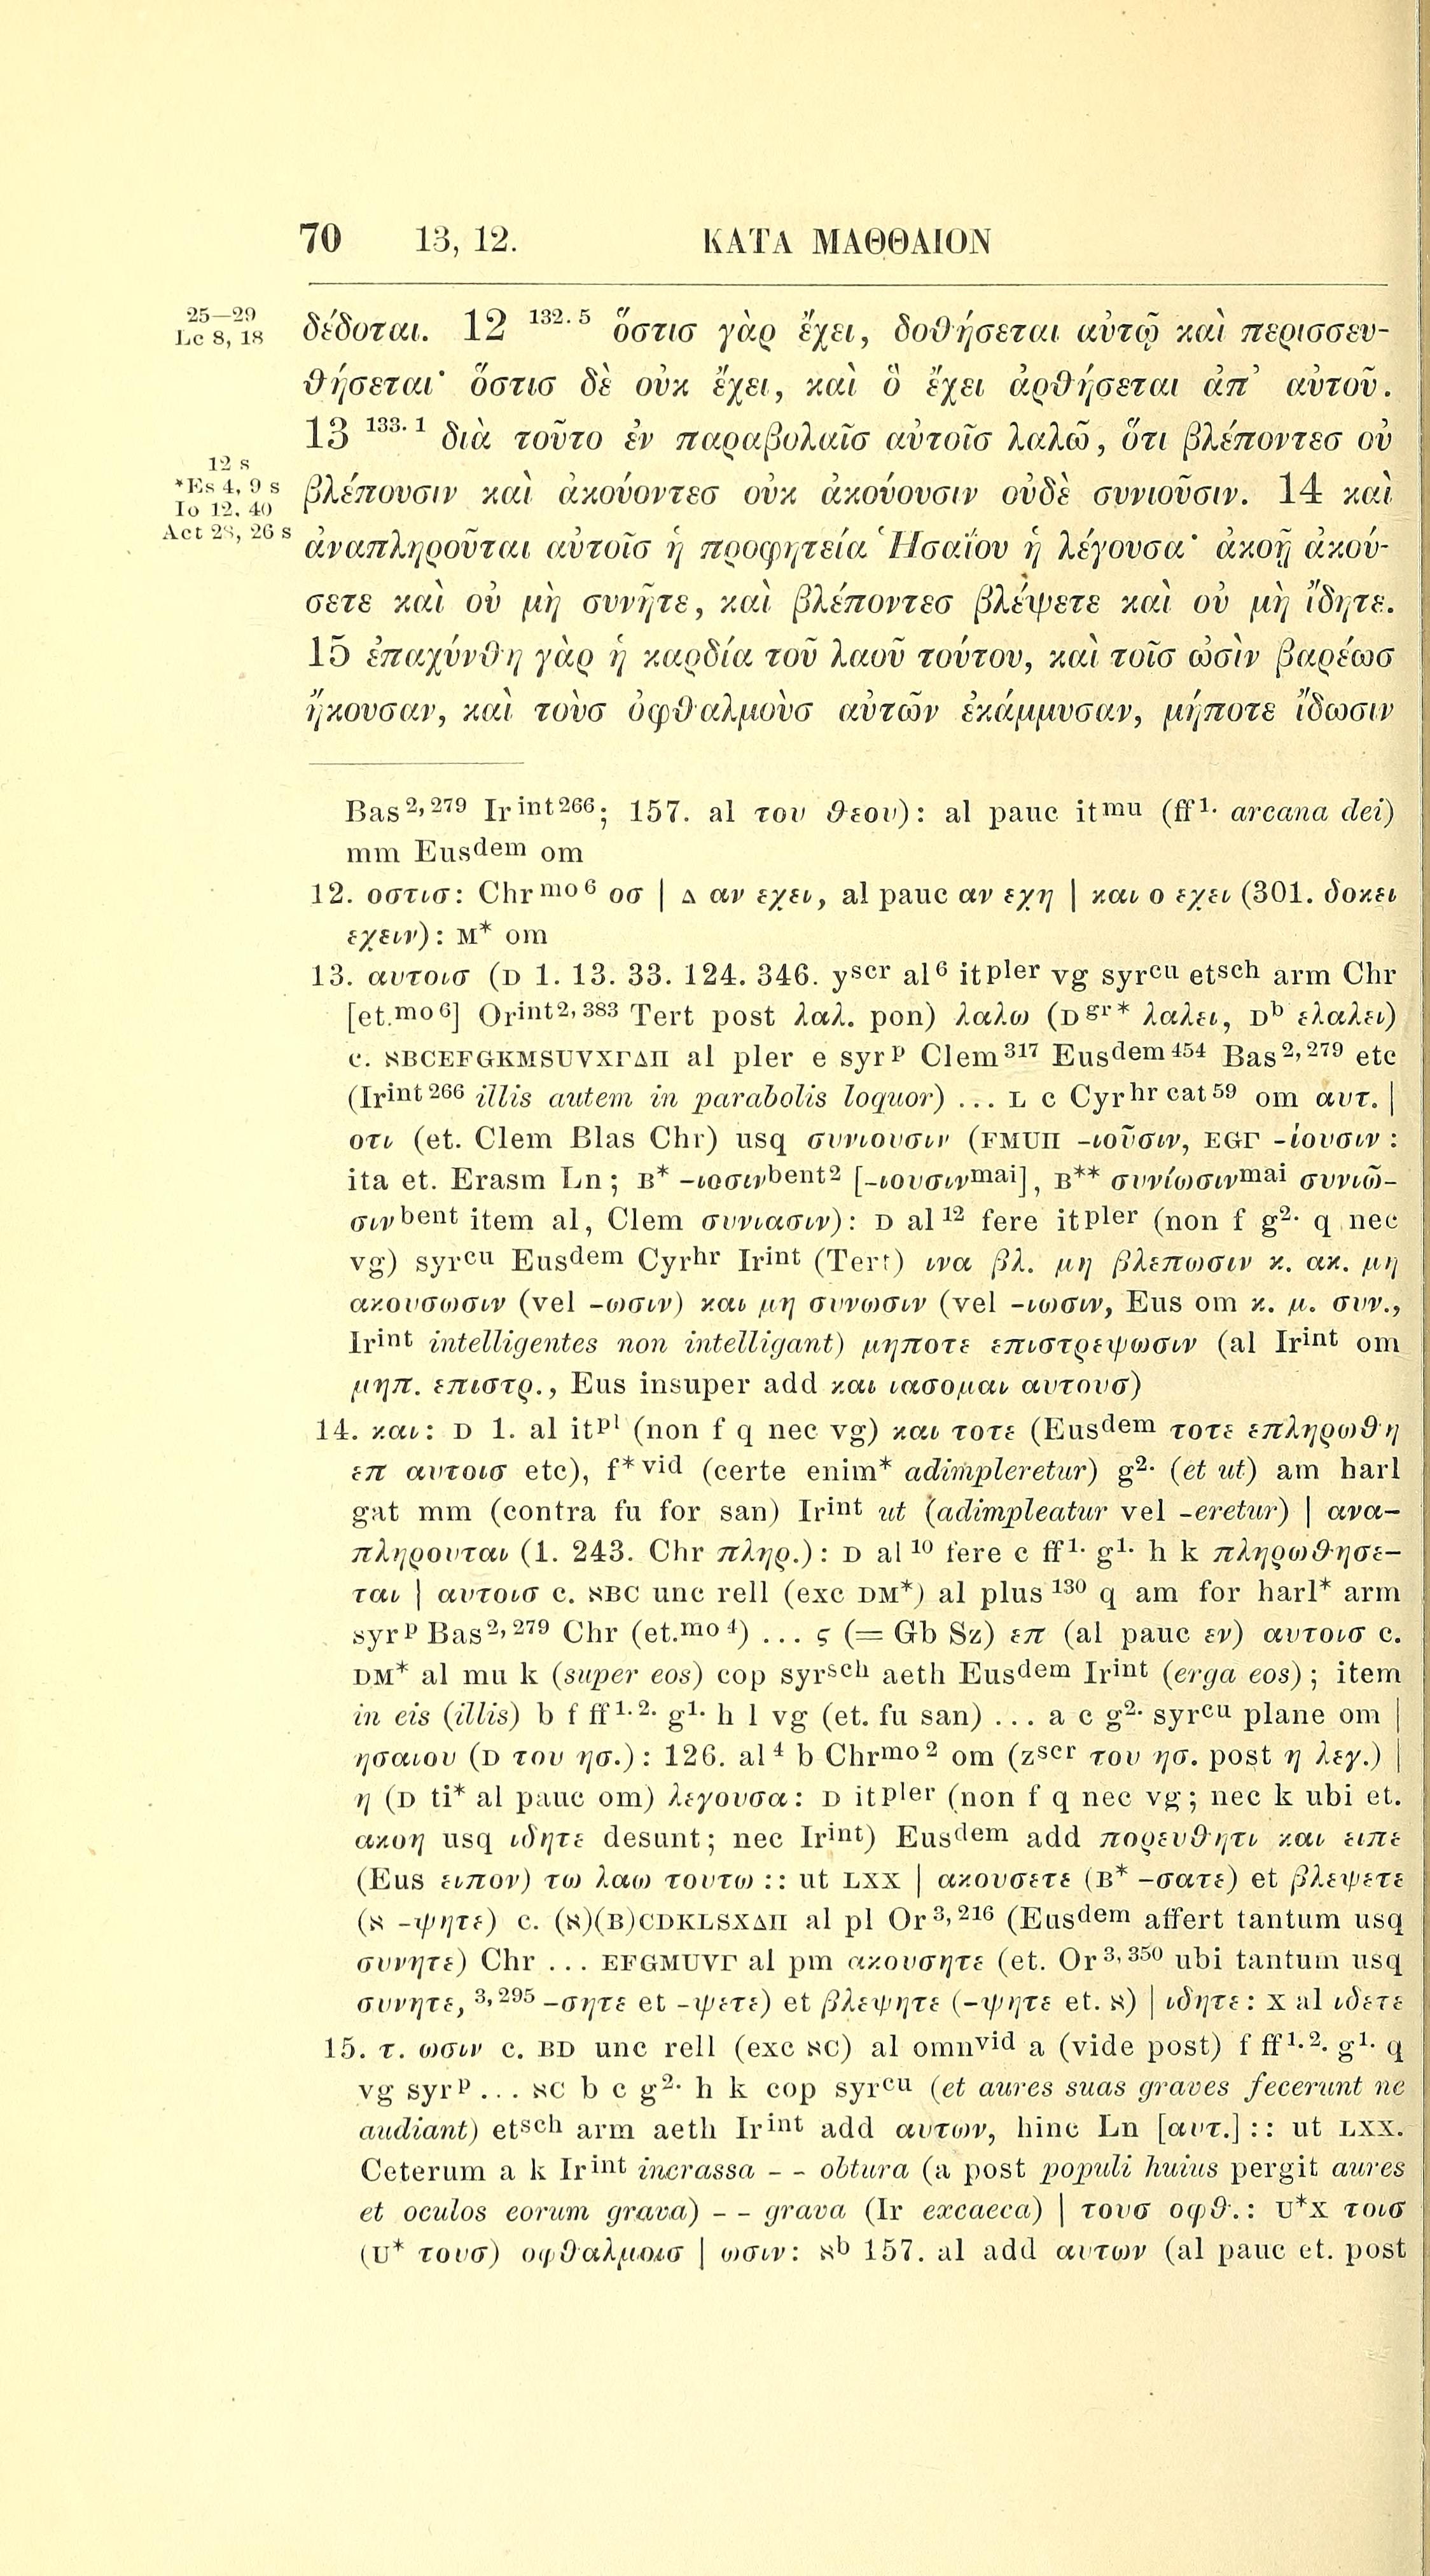 70 13, 12. ΚΑΤΑ ΜΑΘΘΑΙΟΝ
25—29
Lc 8, 18
δέδοται. 12 132. 5 ὅστισ γὰρ ἔχει, δοθήσεται αὐτῷ καὶ περισσευ-
θήσεται· ὅστισ δὲ οὐκ ἔχει, καὶ ὃ ἔχει ἀρθήσεται ἀπ᾽ αὐτοῦ.
13 133. 1 διὰ τοῦτο ἐν παραβολαῖσ αὐτοῖσ λαλῶ, ὅτι βλέποντεσ οὐ
12 s
*Es 4, 9 s
Io 12, 40
Act 28, 26 s
βλέπουσιν καὶ ἀκούοντεσ οὐκ ἀκούουσιν οὐδὲ συνιοῦσιν. 14 καὶ
ἀναπληροῦται αὐτοῖσ ἡ προφητεία Ἡσαΐου ἡ λέγουσα· ἀκοῇ ἀκού-
σετε καὶ οὐ μὴ συνῆτε, καὶ βλέποντεσ βλέψετε καὶ οὐ μὴ ἴδητε.
15 ἐπαχύνθη γὰρ ἡ καρδία τοῦ λαοῦ τούτου, καὶ τοῖσ ὠσὶν βαρέωσ
ἤκουσαν, καὶ τοὺσ ὀφθαλμοὺσ αὐτῶν ἐκάμμυσαν, μήποτε ἴδωσιν
Bas 2, 279 Ir int 266; 157. al του θεου): al pauc it mu (ff 1. arcana dei)
mm Eus dem om
12. οστισ: Chr mo 6 οσ | Δ αν εχει, al pauc αν εχη | και ο εχει (301. δοκει
εχειν): M* om
13. αυτοισ (D 1. 13. 33. 124. 346. y scr al 6 it pler vg syr cu et sch arm Chr
[et. mo 6] Or int 2, 383 Tert post λαλ. pon) λαλω (D gr* λαλει, D b ελαλει)
c. ℵBCEFGKMSUVXΓΔΠ al pler e syr p Clem 317 Eus dem 454 Bas 2, 279 etc
(Ir int 266 illis autem in parabolis loquor) ... L c Cyr hr cat 59 om αυτ. |
οτι (et. Clem Blas Chr) usq συνιουσιν (FMUΠ -ιοῦσιν, EGΓ -ίουσιν :
ita et. Erasm Ln; B* -ιοσιν bent 2 [-ιουσιν mai], B** συνίωσιν mai συνιῶ-
σιν bent item al, Clem συνιασιν): D al 12 fere it pler (non f g 2. q nec
vg) syr cu Eus dem Cyr hr Ir int (Tert) ινα βλ. μη βλεπωσιν κ. ακ. μη
ακουσωσιν (vel -ωσιν) και μη συνωσιν (vel -ιωσιν, Eus om κ. μ. συν.,
Ir int intelligentes non intelligant) μηποτε επιστρεψωσιν (al Ir int om
μηπ. επιστρ., Eus insuper add και ιασομαι αυτουσ)
14. και: D 1. al it pl (non f q nec vg) και τοτε (Eus dem τοτε επληρωθη
επ αυτοισ etc), f* vid (certe enim* adimpleretur) g 2. (et ut) am harl
gat mm (contra fu for san) Ir int ut (adimpleatur vel -eretur) | ανα-
πληρουται (1. 243. Chr πληρ.): D al 10 fere c ff 1. g 1. h k πληρωθησε-
ται | αυτοισ c. ℵBC unc rell (exc DM*) al plus 130 q am for harl* arm
syr p Bas 2, 279 Chr (et. mo 4) ... ς (= Gb Sz) επ (al pauc εν) αυτοισ c.
DM* al mu k (super eos) cop syr sch aeth Eus dem Ir int (erga eos); item
in eis (illis) b f ff 1. 2. g 1. h l vg (et. fu san) ... a c g 2. syr cu plane om |
ησαιου (D του ησ.): 126. al 4 b Chr mo 2 om (z scr του ησ. post η λεγ.) |
η (D ti* al pauc om) λεγουσα: D it pler (non f q nec vg; nec k ubi et.
ακοη usq ιδητε desunt; nec Ir int) Eus dem add πορευθητι και ειπε
(Eus ειπον) τω λαω τουτω :: ut LXX | ακουσετε (B* -σατε) et βλεψετε
(ℵ -ψητε) c. (ℵ)(B)CDKLSXΔΠ al pl Or 3, 216 (Eus dem affert tantum usq
συνητε) Chr ... EFGMUVΓ al pm ακουσητε (et. Or 3, 350 ubi tantum usq
συνητε, 3, 295 -σητε et -ψετε) et βλεψητε (-ψητε et. ℵ) | ιδητε: X al ιδετε
15. τ. ωσιν c. BD unc rell (exc ℵC) al omn vid a (vide post) f ff 1. 2. g 1. q
vg syr p ... ℵC b c g 2. h k cop syr cu (et aures suas graves fecerunt ne
audiant) et sch arm aeth Ir int add αυτων, hinc Ln [αυτ.] :: ut LXX.
Ceterum a k Ir int incrassa - - obtura (a post populi huius pergit aures
et oculos eorum grava) - - grava (Ir excaeca) | τουσ οφθ.: U*X τοισ
(U* τουσ) οφθαλμοισ | ωσιν: ℵ b 157. al add αυτων (al pauc et. post